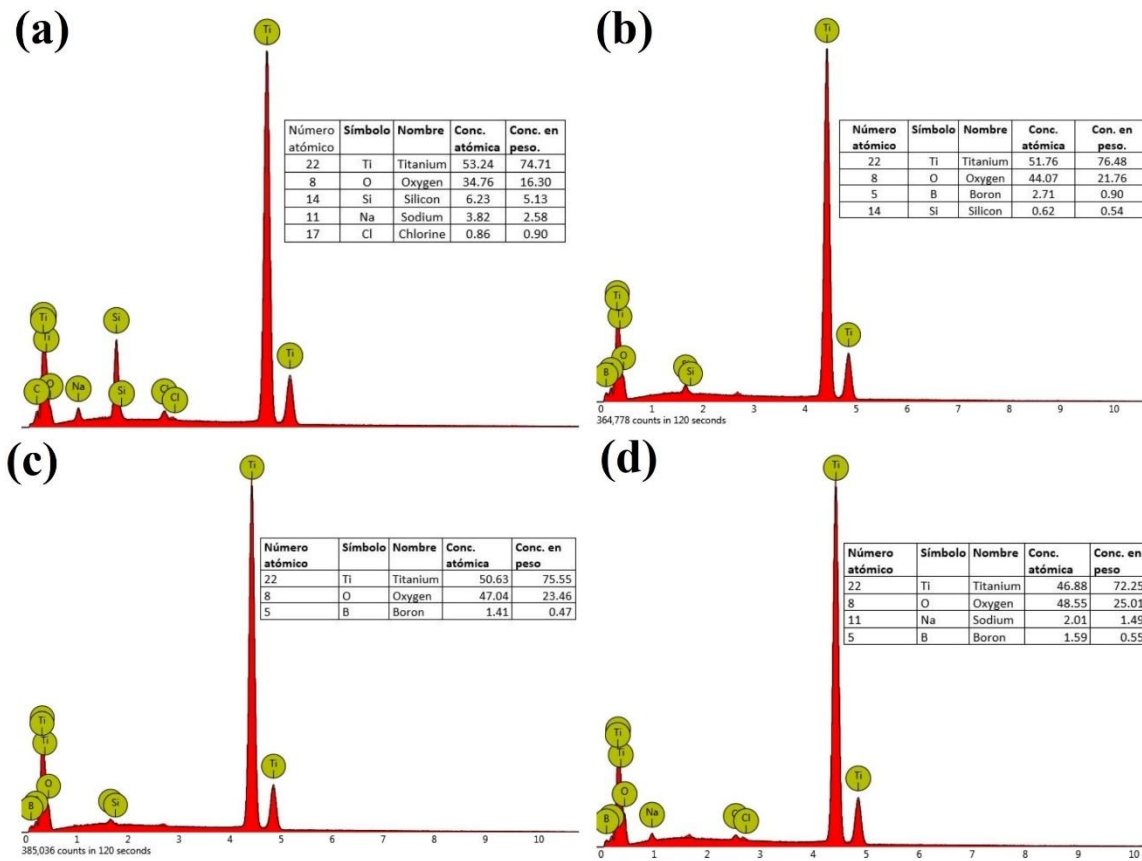 (a)
Ti
Número atómico Símbolo Nombre Conc. atómica Conc. en peso.
22 Ti Titanium 53.24 74.71
8 O Oxygen 34.76 16.30
14 Si Silicon 6.23 5.13
11 Na Sodium 3.82 2.58
17 Cl Chlorine 0.86 0.90
Ti
Ti
Si
Ti
C
O
Na
Si
Cl
Cl
(b)
Ti
Número atómico Símbolo Nombre Conc. atómica Con. en peso.
22 Ti Titanium 51.76 76.48
8 O Oxygen 44.07 21.76
5 B Boron 2.71 0.90
14 Si Silicon 0.62 0.54
Ti
Ti
Ti
O
B
Si
0 1 2 3 4 5 6 7 8 9 10
364,778 counts in 120 seconds
(c)
Ti
Número atómico Símbolo Nombre Conc. atómica Conc. en peso
22 Ti Titanium 50.63 75.55
8 O Oxygen 47.04 23.46
5 B Boron 1.41 0.47
Ti
Ti
Ti
O
B
Si
0 1 2 3 4 5 6 7 8 9 10
385,036 counts in 120 seconds
(d)
Ti
Número atómico Símbolo Nombre Conc. atómica Conc. en peso
22 Ti Titanium 46.88 72.25
8 O Oxygen 48.55 25.01
11 Na Sodium 2.01 1.49
5 B Boron 1.59 0.55
Ti
Ti
Ti
O
B
Na
Cl
0 1 2 3 4 5 6 7 8 9 10